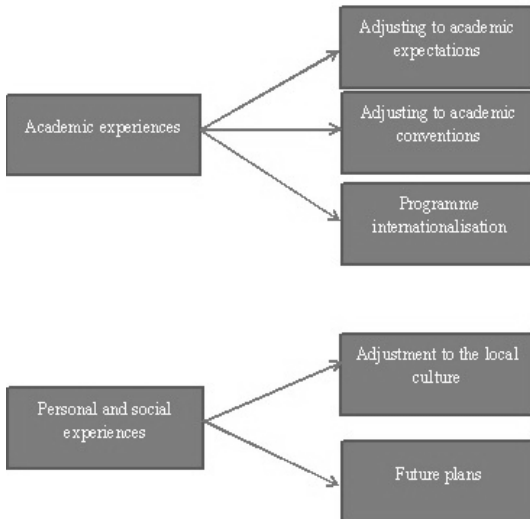 Adjusting to academic
expectations
Academic experiences
Adjusting to academic
conventions
Programme
internationalisation
Adjustment to the local
culture
Personal and social
experiences
Future plans